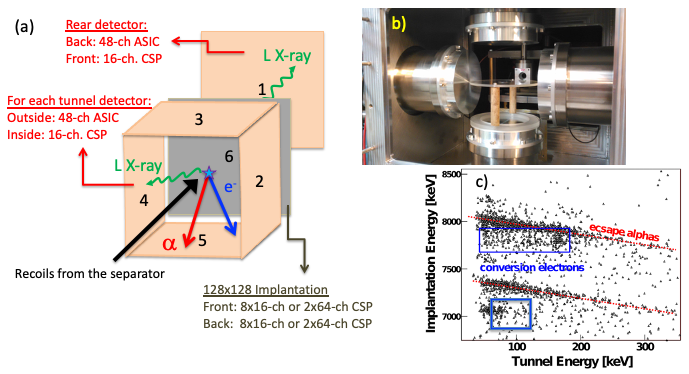 (a)
Rear detector:
Back: 48-ch ASIC
Front: 16-ch. CSP
L X-ray
1
For each tunnel detector:
Outside: 48-ch ASIC
Inside: 16-ch. CSP
3
L X-ray
6
e-
2
4
α
5
Recoils from the separator
128x128 Implantation
Front: 8x16-ch or 2x64-ch CSP
Back: 8x16-ch or 2x64-ch CSP
b)
c)
Implantation Energy [keV]
8500
8000
7500
7000
ecsape alphas
conversion electrons
100
200
300
Tunnel Energy [keV]